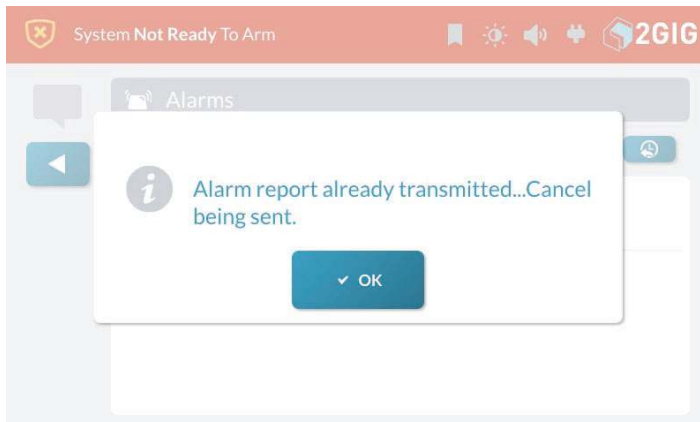 System Not Ready To Arm
2GIG
Alarms
Alarm report already transmitted...Cancel
being sent.
OK